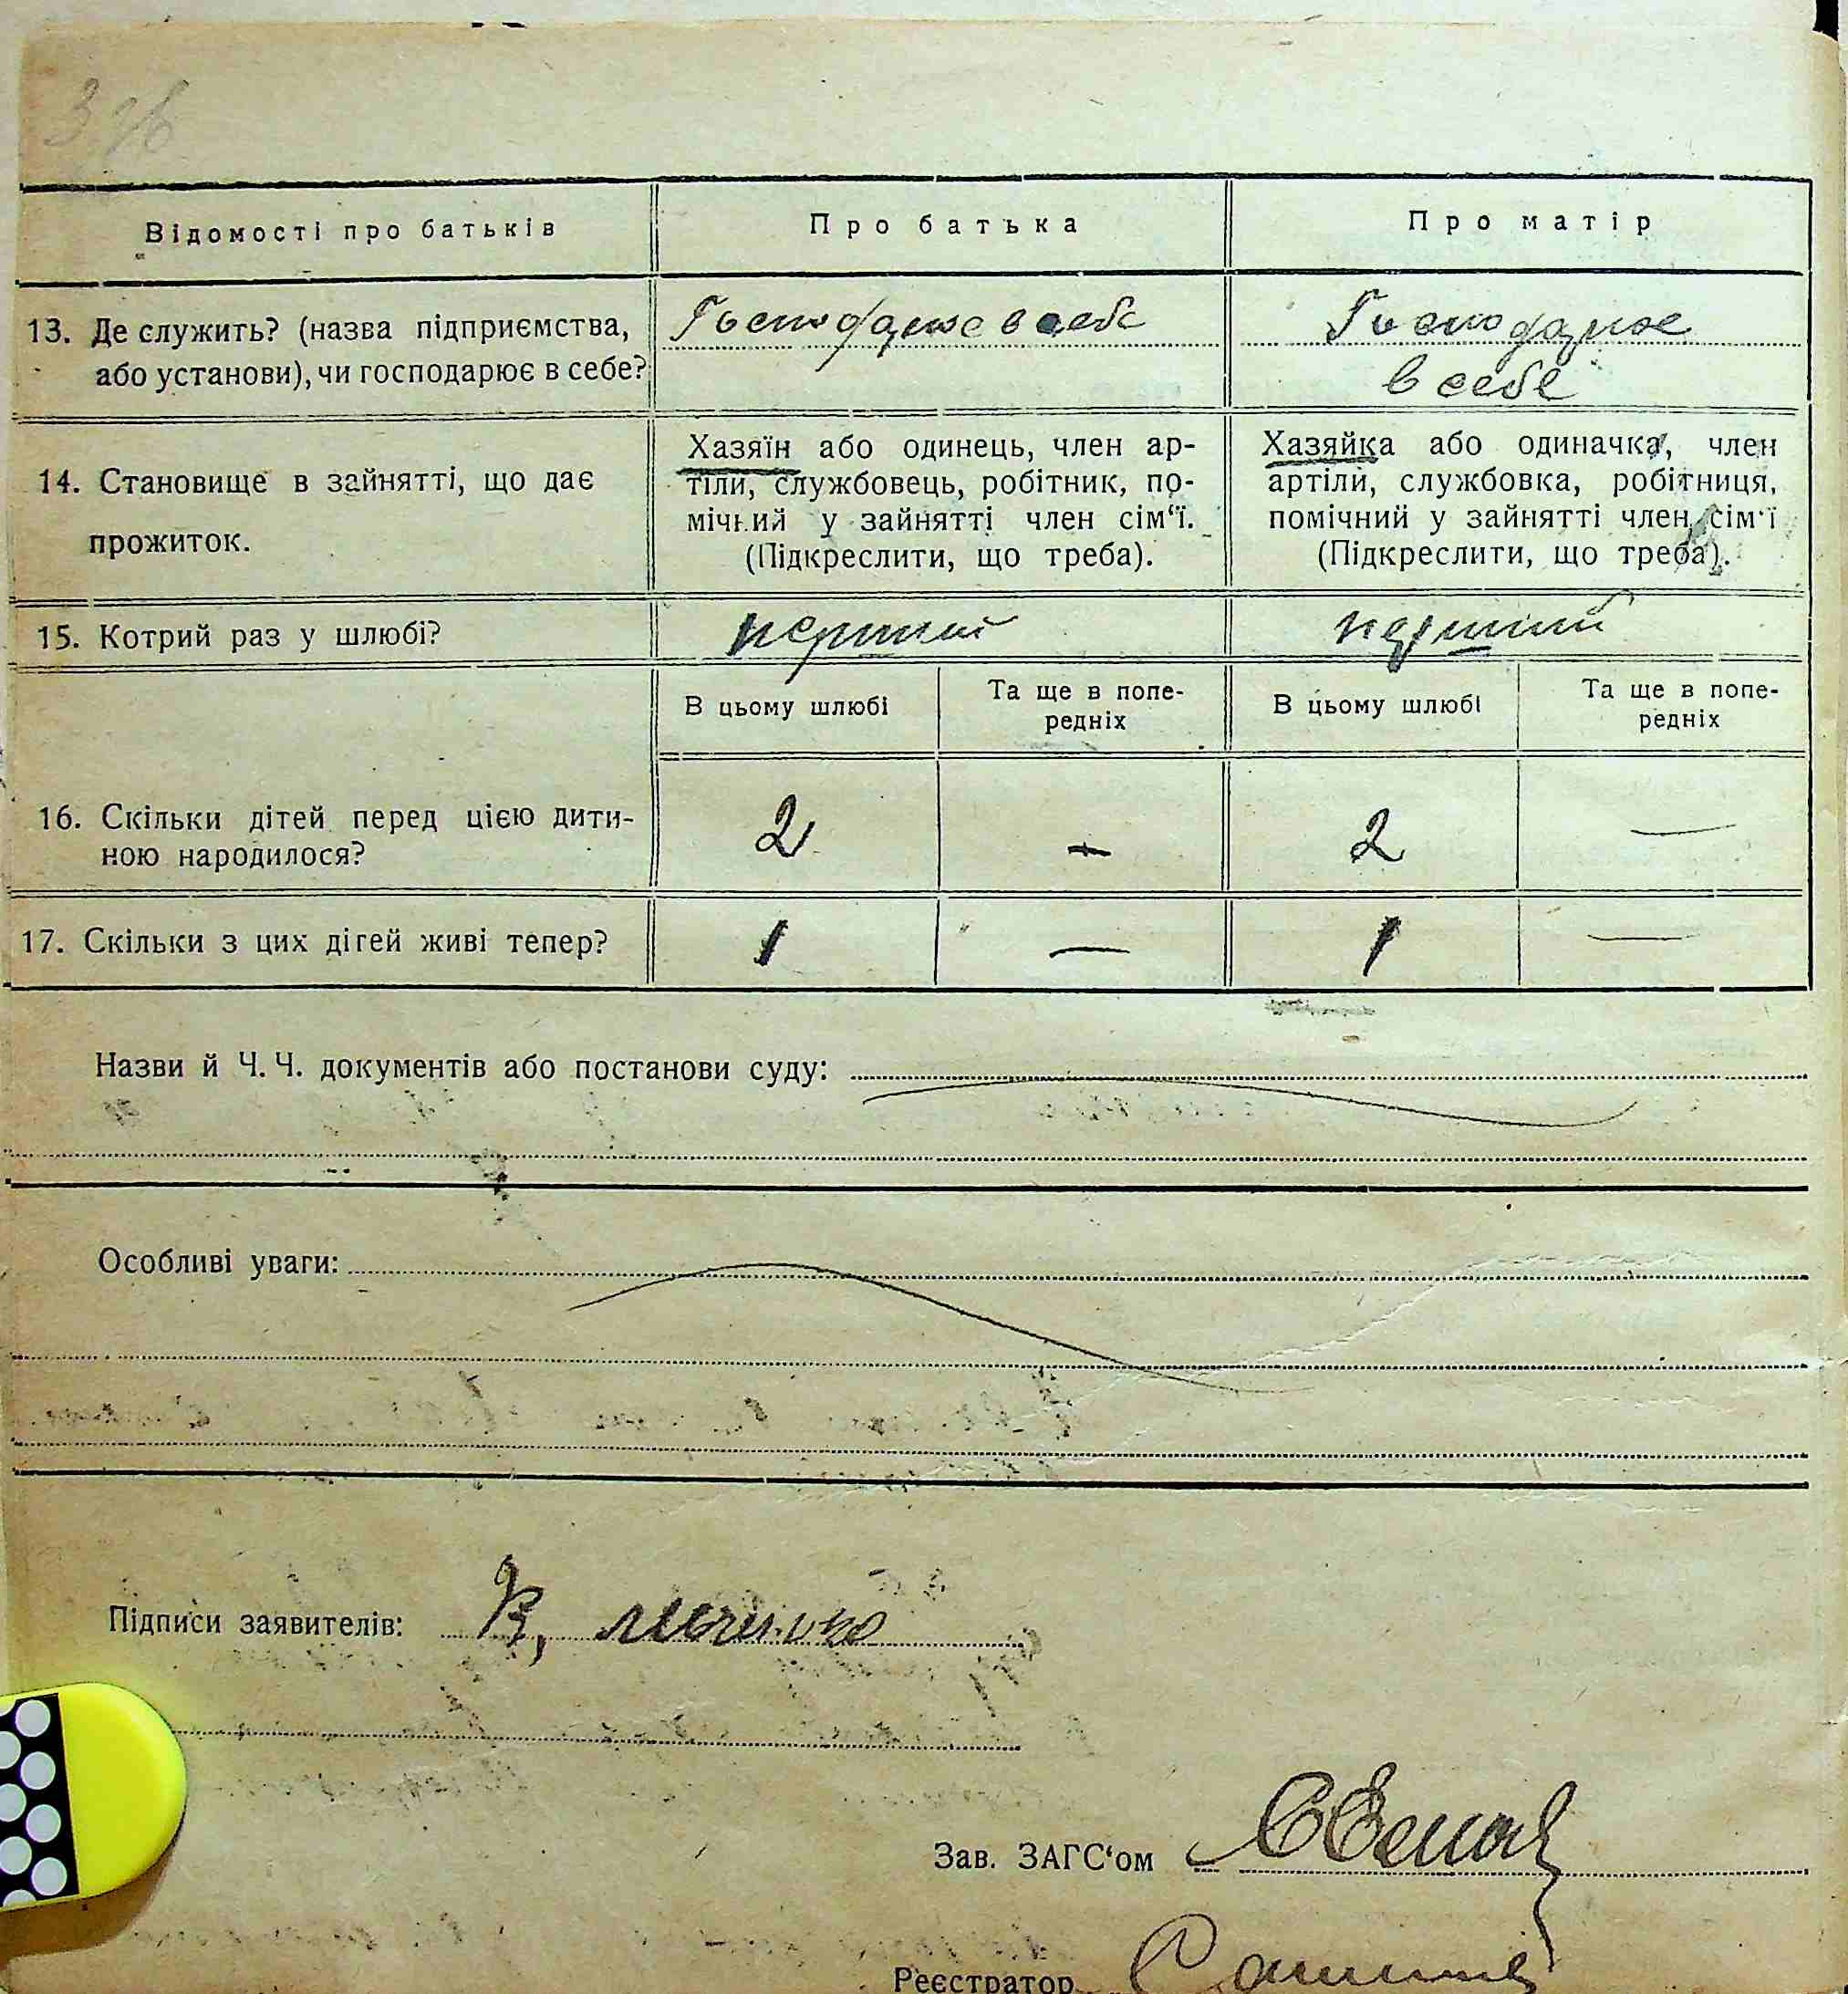 Відомості про батьків
Про батька
Про матір
13. Де служить? (назва підприємства,
або установи), чи господарює в себе?
Господарює в себе
Господарює
в себе
14. Становище в зайнятті, що дає
прожиток.
Хазяїн або одинець, член ар-
тіли, службовець, робітник, по-
мічний у зайнятті член сім‘ї.
(Підкреслити, що треба).
Хазяйка або одиначка, член
артіли, службовка, робітниця,
помічний у зайнятті член сім‘ї
(Підкреслити, що треба).
15. Котрий раз у шлюбі?
перший
перший
В цьому шлюбі
Та ще в попе-
редніх
В цьому шлюбі
Та ще в попе-
редніх
16. Скільки дітей перед цією дити-
ною народилося?
2 — 2 —
17. Скільки з цих дітей живі тепер?
1 — 1 —
Назви й Ч. Ч. документів або постанови суду:
Особливі уваги:
Підписи заявителів: В,
Зав. ЗАГС‘ом
Реєстратор